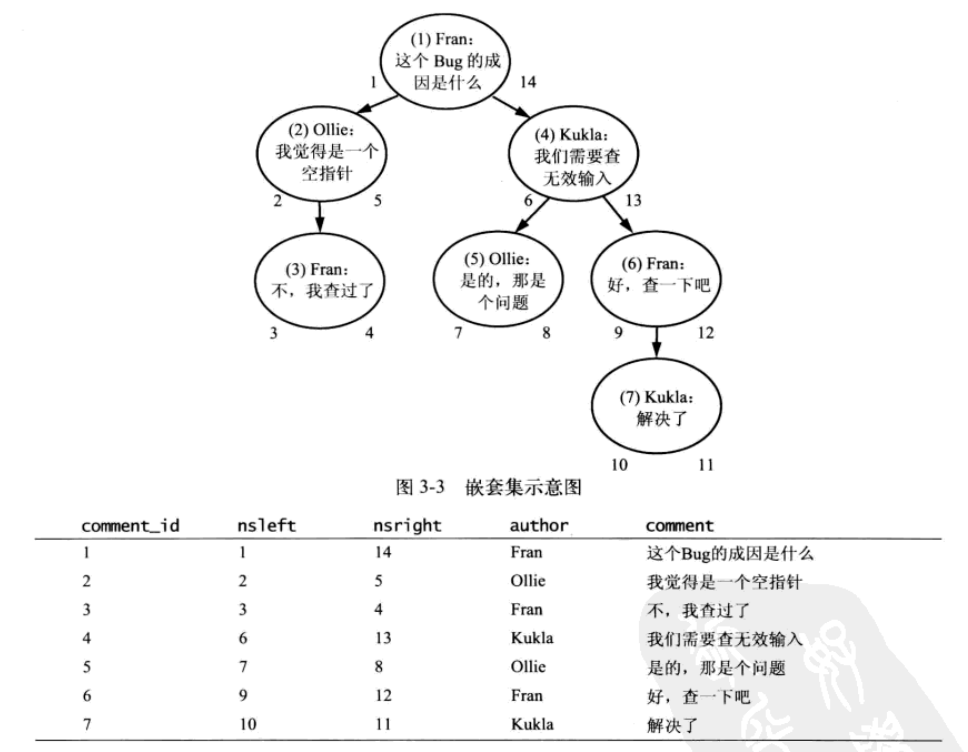 (1) Fran：
这个 Bug 的成
因是什么
1
14
(2) Ollie：
我觉得是一个
空指针
(4) Kukla：
我们需要查
无效输入
2
5
6
13
(3) Fran：
不，我查过了
(5) Ollie：
是的，那是
个问题
(6) Fran：
好，查一下吧
3
4
7
8
9
12
(7) Kukla：
解决了
10
11
图 3-3 嵌套集示意图
comment_id nsleft nsright author comment
1 1 14 Fran 这个Bug的成因是什么
2 2 5 Ollie 我觉得是一个空指针
3 3 4 Fran 不，我查过了
4 6 13 Kukla 我们需要查无效输入
5 7 8 Ollie 是的，那是个问题
6 9 12 Fran 好，查一下吧
7 10 11 Kukla 解决了